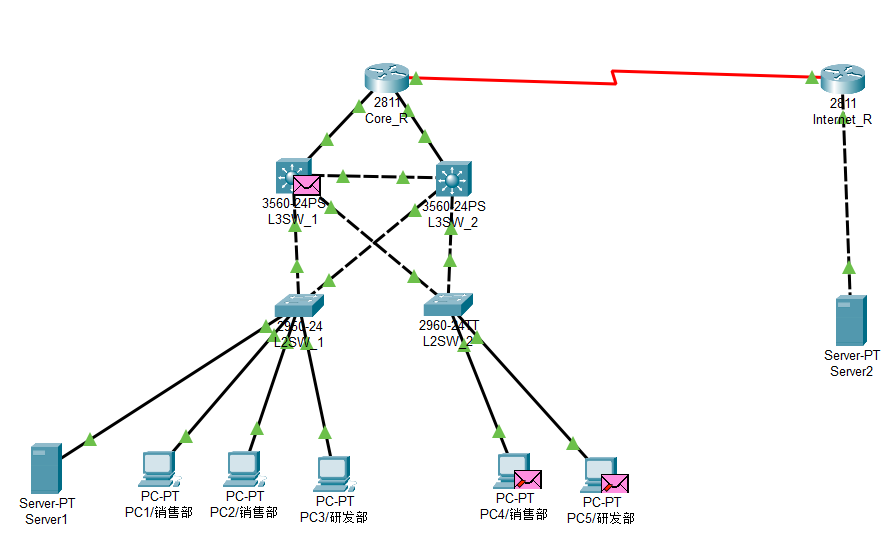 2811
Core_R
2811
Internet_R
3560-24PS
L3SW_1
3560-24PS
L3SW_2
2960-24
L2SW_1
2960-24TT
L2SW_2
Server-PT
Server2
Server-PT
Server1
PC-PT
PC1/销售部
PC-PT
PC2/销售部
PC-PT
PC3/研发部
PC-PT
PC4/销售部
PC-PT
PC5/研发部